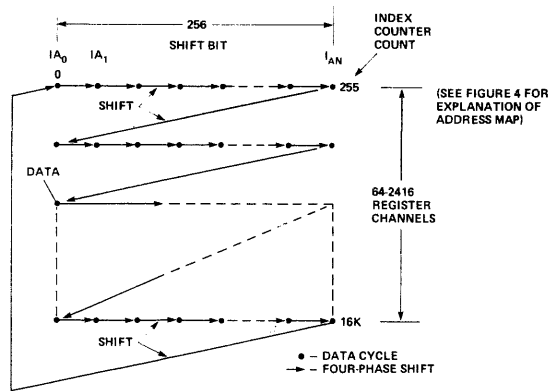 256
SHIFT BIT
INDEX
COUNTER
COUNT
IA0
IA1
IAN
0
255
SHIFT
(SEE FIGURE 4 FOR
EXPLANATION OF
ADDRESS MAP)
DATA
64-2416
REGISTER
CHANNELS
16K
SHIFT
● – DATA CYCLE
→ – FOUR-PHASE SHIFT